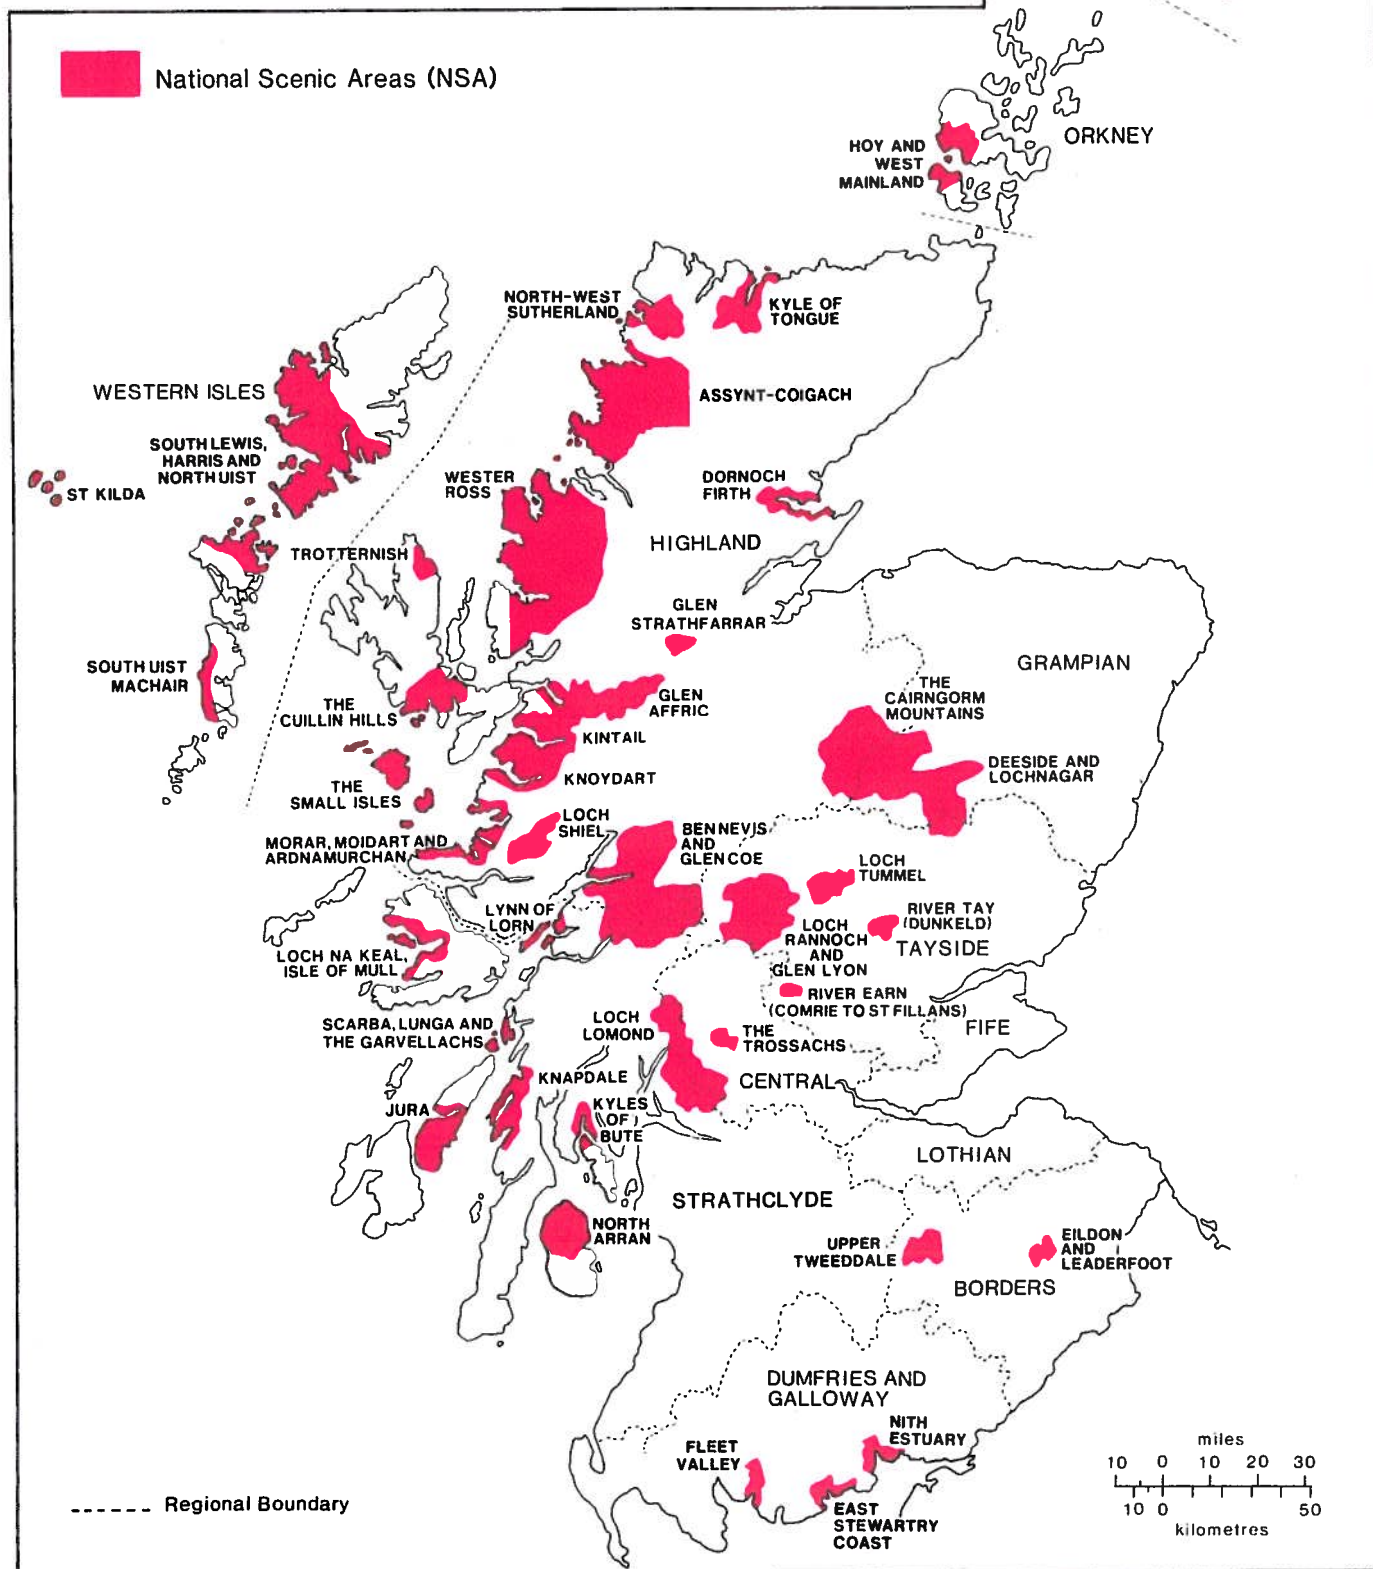 National Scenic Areas (NSA)
ORKNEY
HOY AND
WEST
MAINLAND
NORTH-WEST
SUTHERLAND
KYLE OF
TONGUE
WESTERN ISLES
ASSYNT-COIGACH
SOUTH LEWIS,
HARRIS AND
NORTH UIST
ST KILDA
WESTER
ROSS
DORNOCH
FIRTH
TROTTERNISH
HIGHLAND
GLEN
STRATHFARRAR
SOUTH UIST
MACHAIR
GRAMPIAN
THE
CAIRNGORM
MOUNTAINS
THE
CUILLIN HILLS
GLEN
AFFRIC
KINTAIL
DEESIDE AND
LOCHNAGAR
KNOYDART
THE
SMALL ISLES
LOCH
SHIEL
MORAR, MOIDART AND
ARDNAMURCHAN
BEN NEVIS
AND
GLEN COE
LOCH
TUMMEL
LYNN OF
LORN
RIVER TAY
(DUNKELD)
LOCH
RANNOCH
AND
GLEN LYON
TAYSIDE
LOCH NA KEAL,
ISLE OF MULL
RIVER EARN
(COMRIE TO ST FILLANS)
SCARBA, LUNGA AND
THE GARVELLACHS
LOCH
LOMOND
THE
TROSSACHS
FIFE
KNAPDALE
CENTRAL
JURA
KYLES
OF
BUTE
LOTHIAN
STRATHCLYDE
NORTH
ARRAN
UPPER
TWEEDDALE
EILDON
AND
LEADERFOOT
BORDERS
DUMFRIES AND
GALLOWAY
NITH
ESTUARY
FLEET
VALLEY
EAST
STEWARTRY
COAST
miles
10 0 10 20 30
10 0 50
kilometres
Regional Boundary